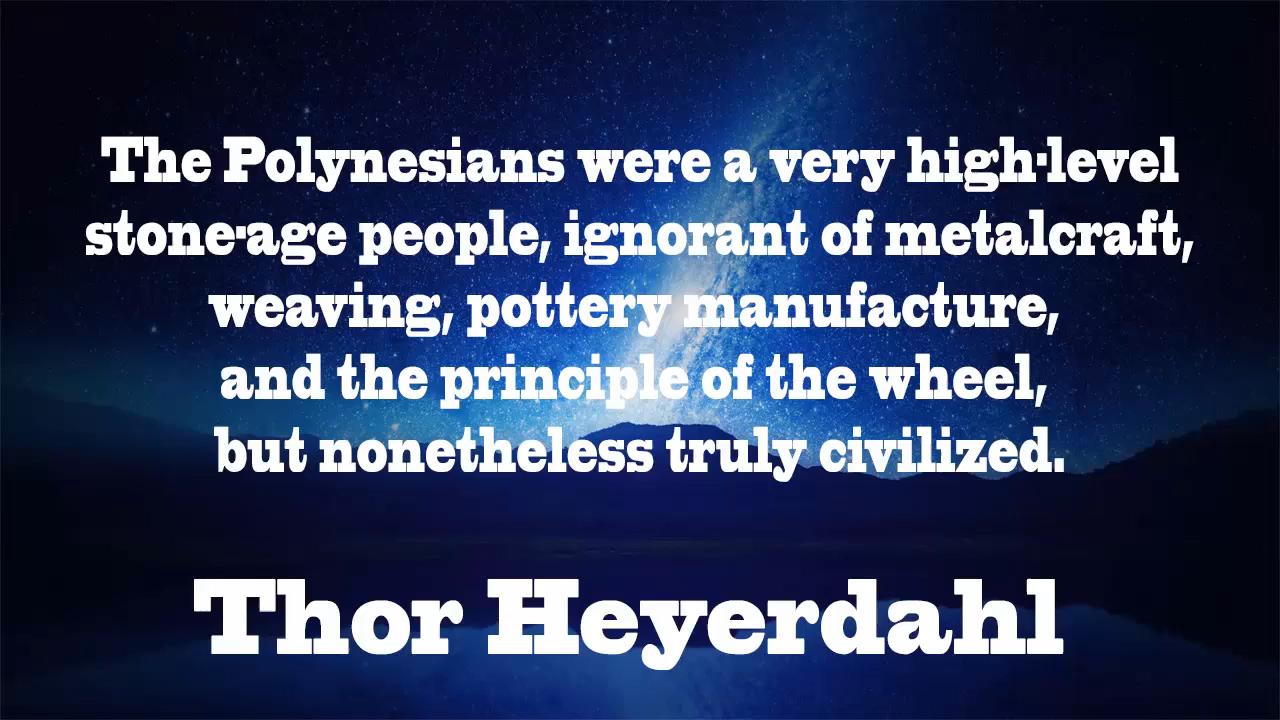 The Polynesians were a very high-level
stone-age people, ignorant of metalcraft,
weaving, pottery manufacture,
and the principle of the wheel,
but nonetheless truly civilized.
Thor Heyerdahl